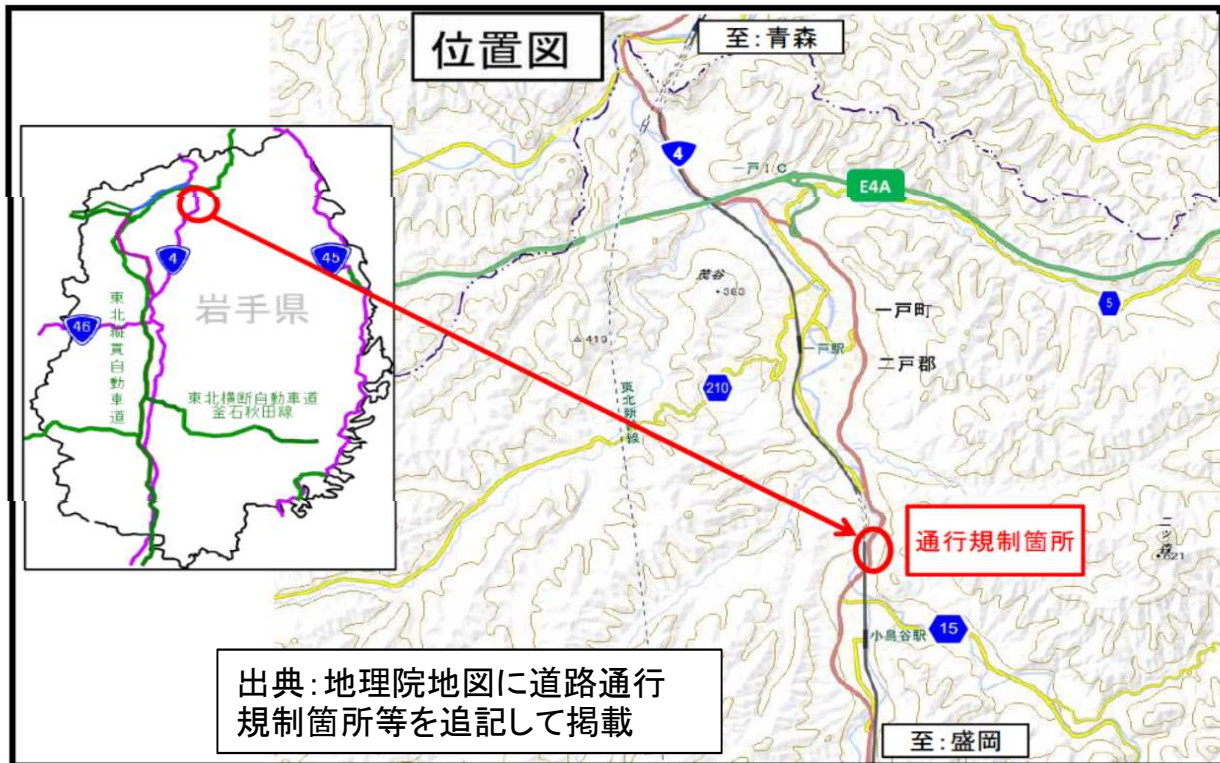 位置図
至:青森
4
一戸IC
E4A
4
45
岩手県
46
東北縦貫自動車道
東北横断自動車道
釜石秋田線
茂谷
・383
5
一戸町
△419
一戸駅
二戸郡
210
東北新幹線
通行規制箇所
二ツ森
・621
小鳥谷駅
15
出典:地理院地図に道路通行
規制箇所等を追記して掲載
至:盛岡